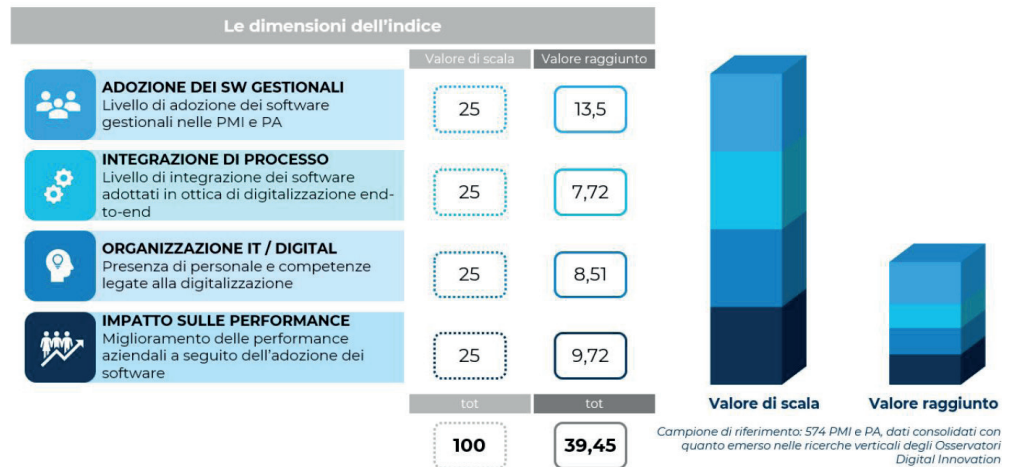 Le dimensioni dell'indice
Valore di scala
Valore raggiunto
ADOZIONE DEI SW GESTIONALI
Livello di adozione dei software
gestionali nelle PMI e PA
25
13,5
INTEGRAZIONE DI PROCESSO
Livello di integrazione dei software
adottati in ottica di digitalizzazione end-
to-end
25
7,72
ORGANIZZAZIONE IT / DIGITAL
Presenza di personale e competenze
legate alla digitalizzazione
25
8,51
IMPATTO SULLE PERFORMANCE
Miglioramento delle performance
aziendali a seguito dell'adozione dei
software
25
9,72
tot
tot
100
39,45
Valore di scala
Valore raggiunto
Campione di riferimento: 574 PMI e PA, dati consolidati con
quanto emerso nelle ricerche verticali degli Osservatori
Digital Innovation